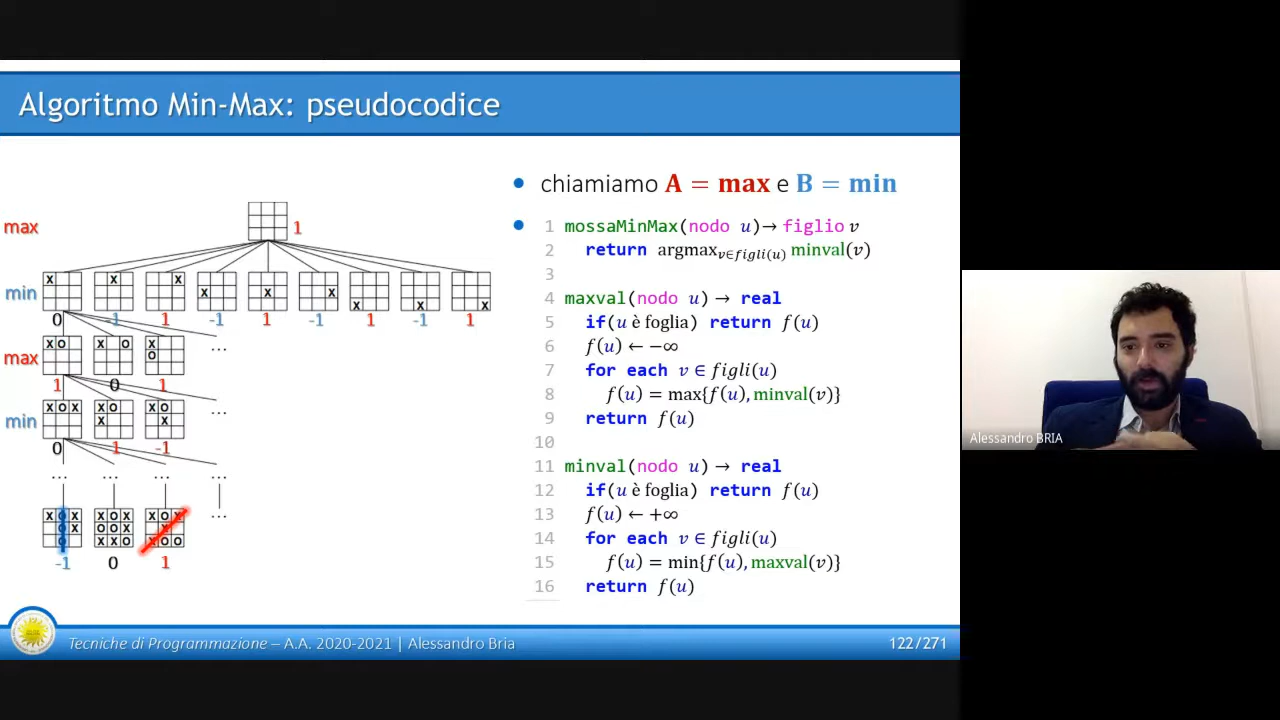 Algoritmo Min-Max: pseudocodice
• chiamiamo A = max e B = min
max
1
min
0 -1 1 -1 1 -1 1 -1 1
max
1 0 1
min
0 1 -1
… … … …
-1 0 1
X
X
X
X
X
X
X
X
X
X O
X O
X
O
…
X O X
X O
X
X O
X
…
X O X
O X
O
X O X
O O X
X X O
X O X
X
X O O
…
• 1 mossaMinMax(nodo u)→ figlio v
2 return argmax v∈figli(u) minval(v)
3
4 maxval(nodo u) → real
5 if(u è foglia) return f(u)
6 f(u) ← −∞
7 for each v ∈ figli(u)
8 f(u) = max{f(u), minval(v)}
9 return f(u)
10
11 minval(nodo u) → real
12 if(u è foglia) return f(u)
13 f(u) ← +∞
14 for each v ∈ figli(u)
15 f(u) = min{f(u), maxval(v)}
16 return f(u)
Alessandro BRIA
Tecniche di Programmazione – A.A. 2020-2021 | Alessandro Bria
122/271